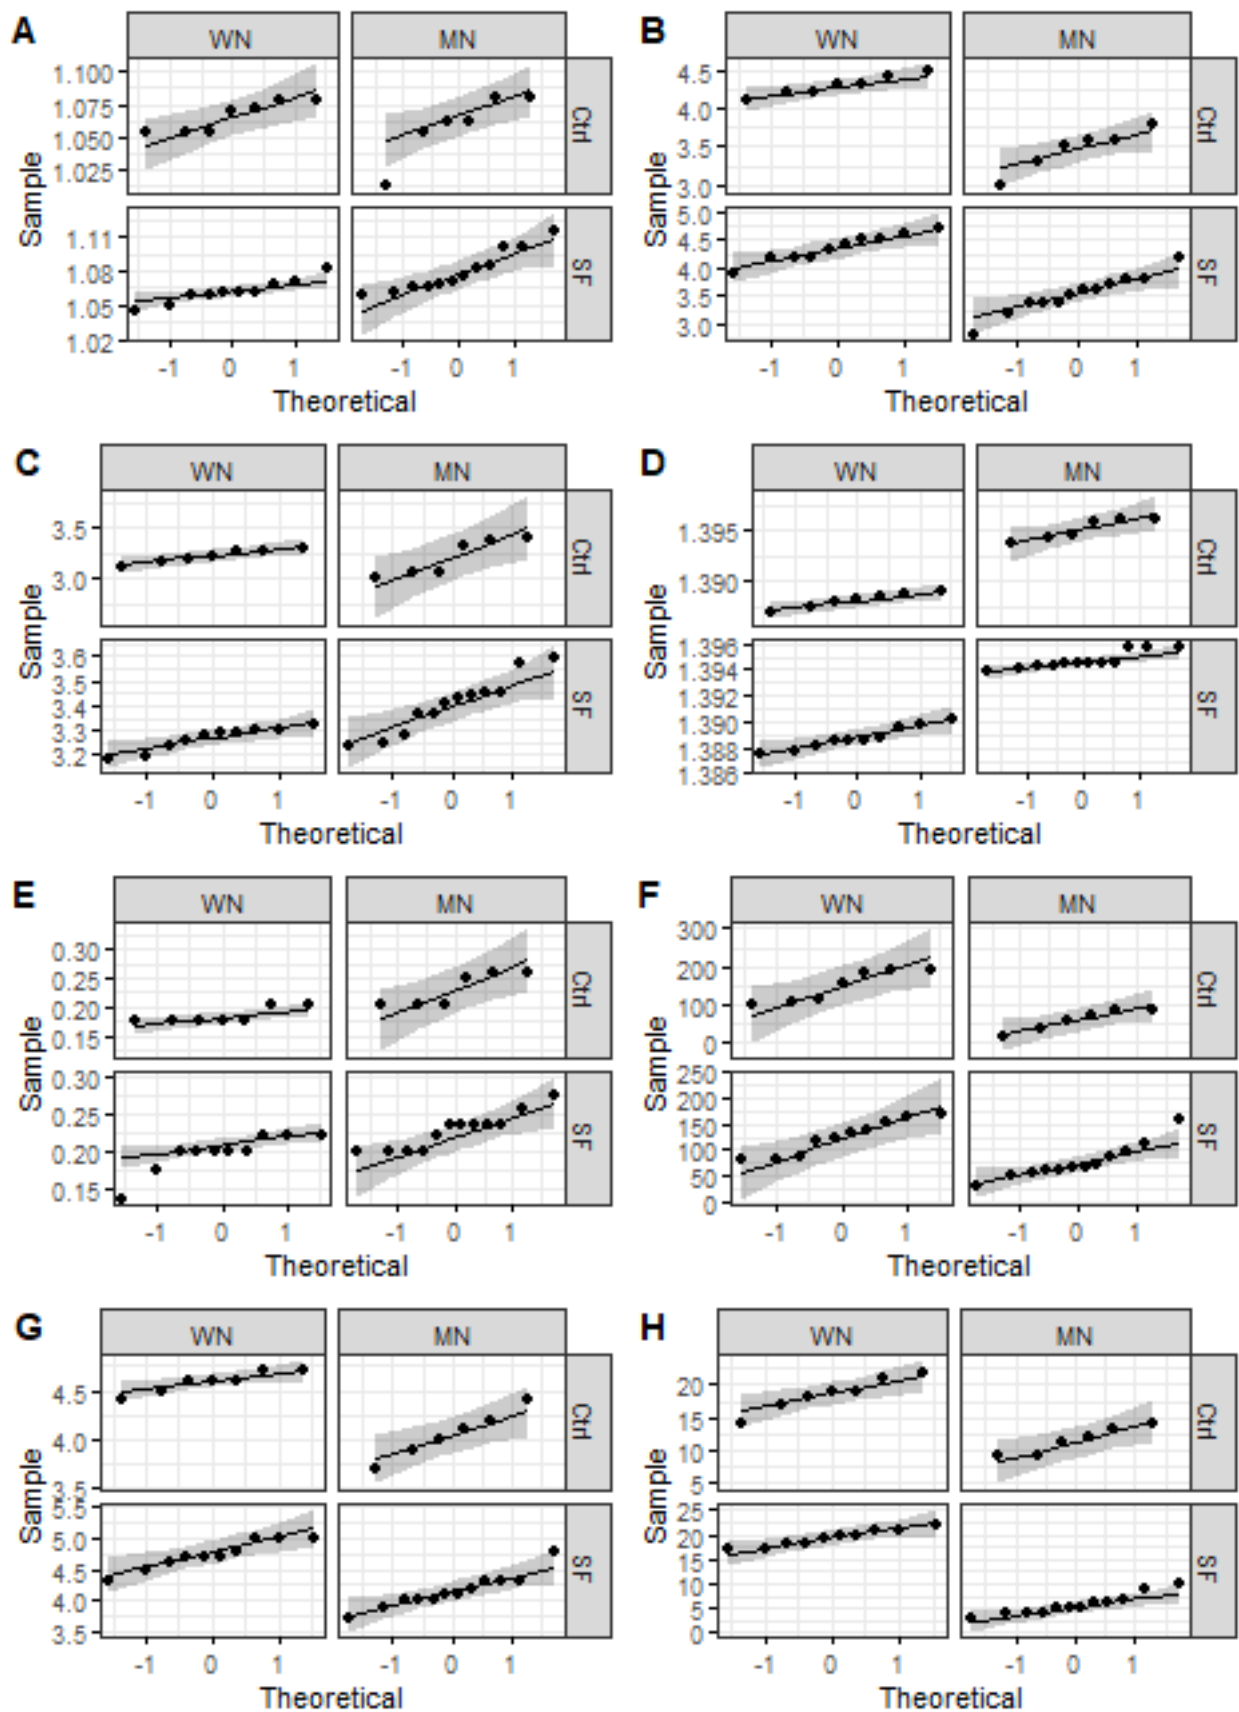 A
WN MN
1.100
1.075
1.050
1.025
Ctrl
1.11
1.08
1.05
1.02
SF
Sample
-1 0 1 -1 0 1
Theoretical
B
WN MN
4.5
4.0
3.5
3.0
Ctrl
5.0
4.5
4.0
3.5
3.0
SF
Sample
-1 0 1 -1 0 1
Theoretical
C
WN MN
3.5
3.0
Ctrl
3.6
3.5
3.4
3.3
3.2
SF
Sample
-1 0 1 -1 0 1
Theoretical
D
WN MN
1.395
1.390
Ctrl
1.396
1.394
1.392
1.390
1.388
1.386
SF
Sample
-1 0 1 -1 0 1
Theoretical
E
WN MN
0.30
0.25
0.20
0.15
Ctrl
0.30
0.25
0.20
0.15
SF
Sample
-1 0 1 -1 0 1
Theoretical
F
WN MN
300
200
100
0
Ctrl
250
200
150
100
50
0
SF
Sample
-1 0 1 -1 0 1
Theoretical
G
WN MN
4.5
4.0
3.5
Ctrl
5.5
5.0
4.5
4.0
3.5
SF
Sample
-1 0 1 -1 0 1
Theoretical
H
WN MN
20
15
10
5
Ctrl
25
20
15
10
5
0
SF
Sample
-1 0 1 -1 0 1
Theoretical